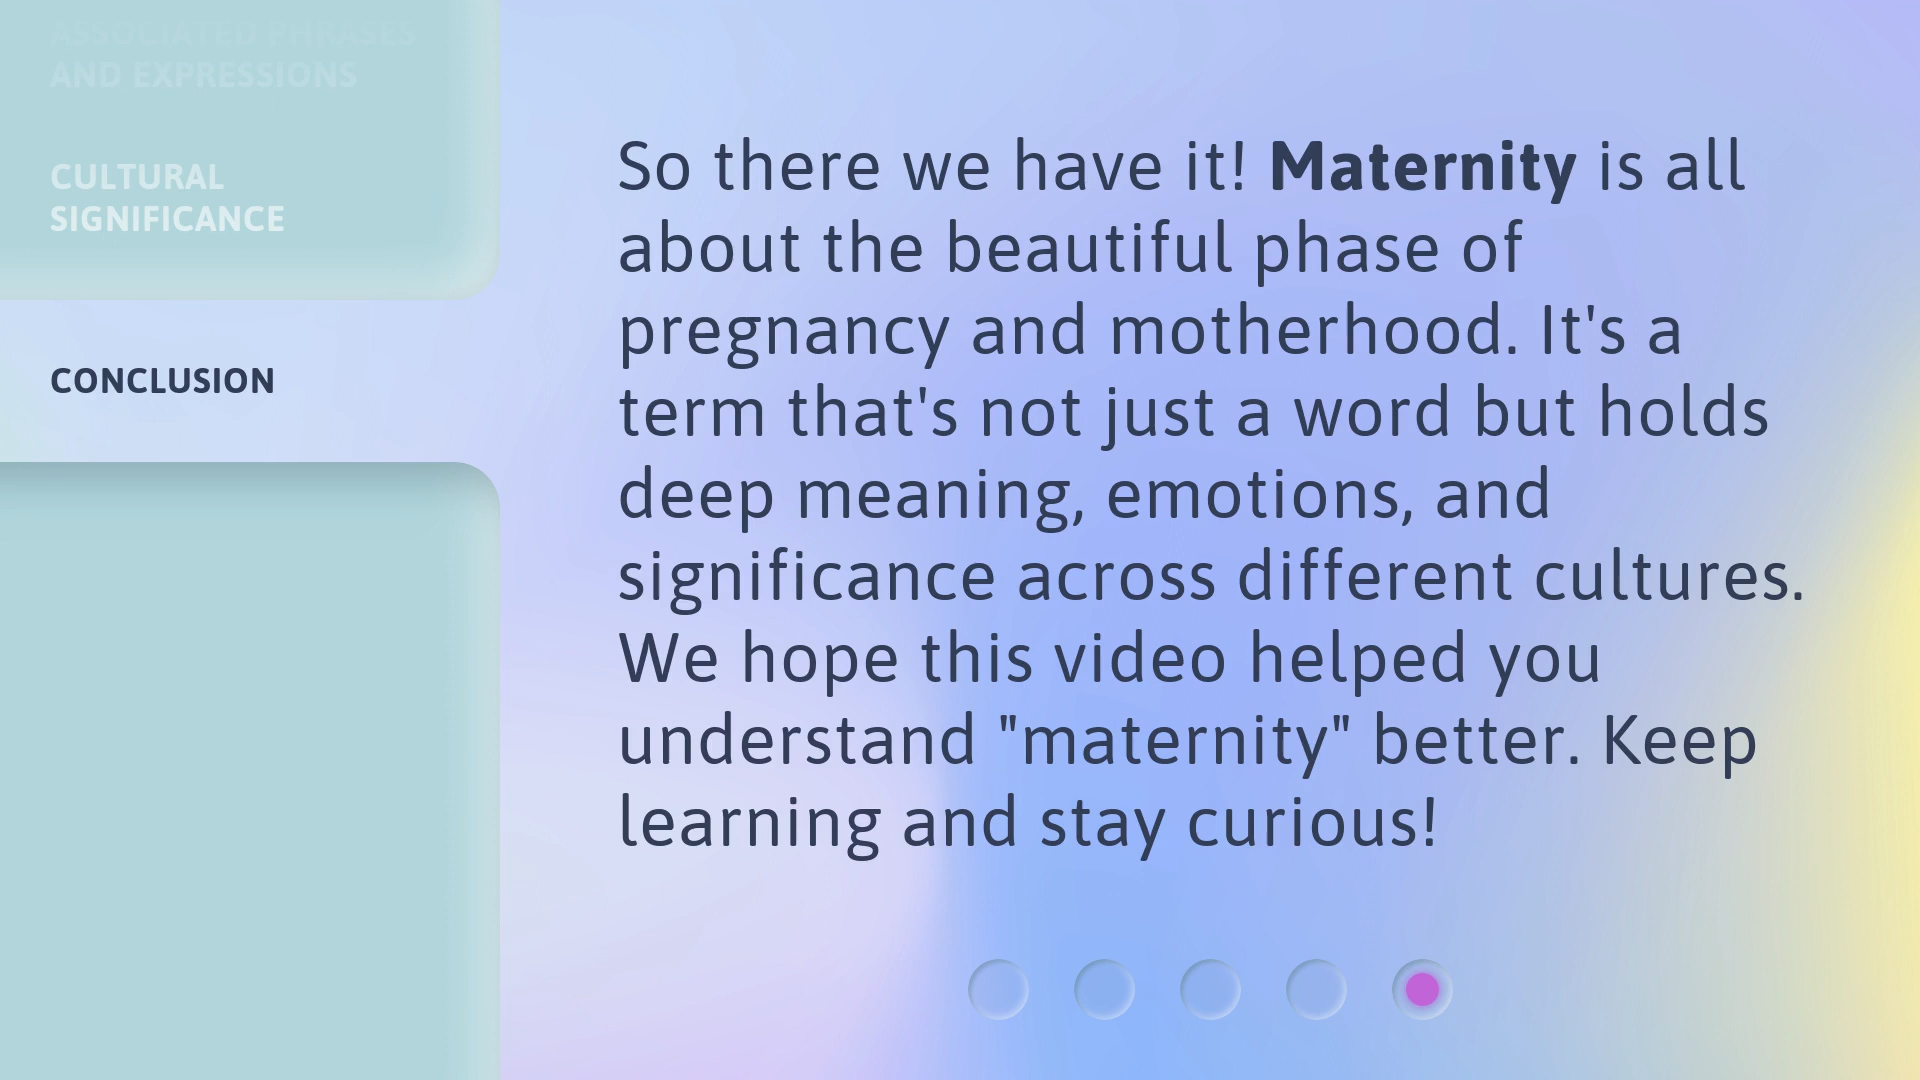 ASSOCIATED PHRASES
AND EXPRESSIONS
CULTURAL
SIGNIFICANCE
CONCLUSION
So there we have it! Maternity is all
about the beautiful phase of
pregnancy and motherhood. It's a
term that's not just a word but holds
deep meaning, emotions, and
significance across different cultures.
We hope this video helped you
understand "maternity" better. Keep
learning and stay curious!